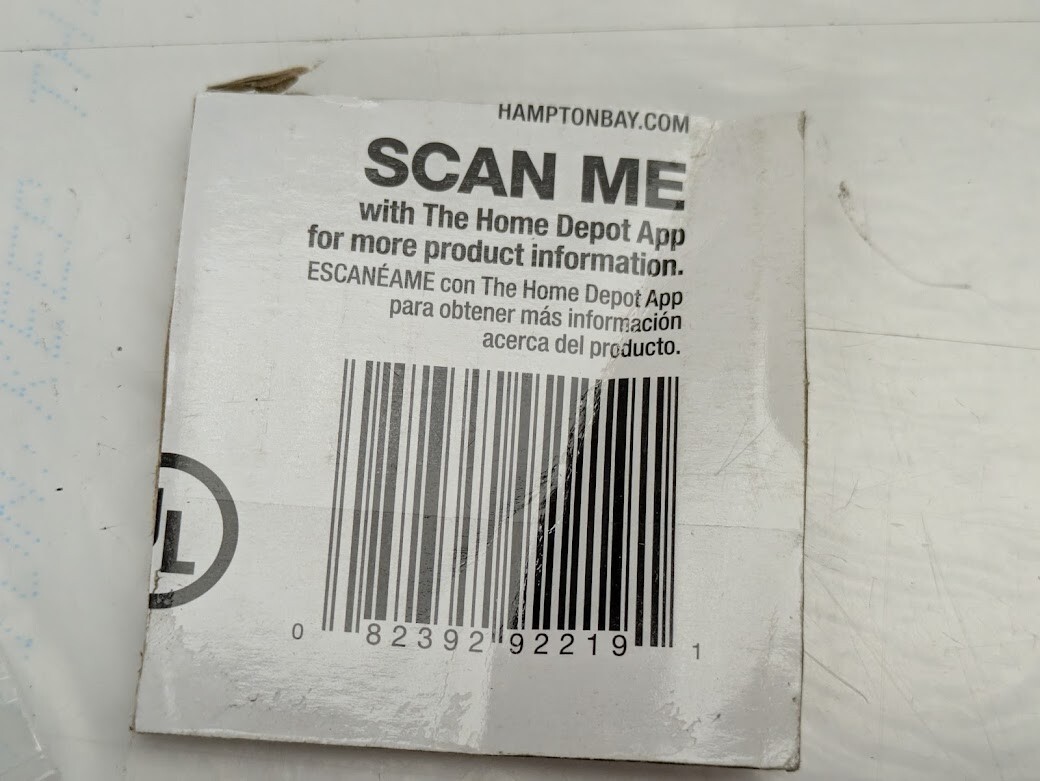 HAMPTONBAY.COM
SCAN ME
with The Home Depot App
for more product information.
ESCANÉAME con The Home Depot App
para obtener más información
acerca del producto.
UL
0 82392 92219 1